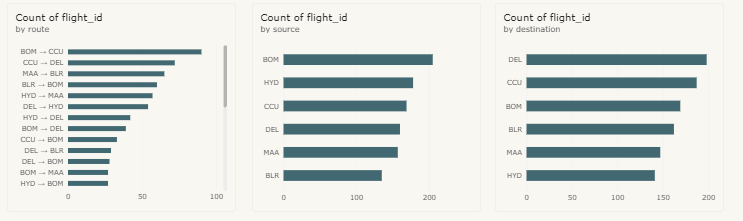 Count of flight_id
by route
BOM → CCU
CCU → DEL
MAA → BLR
BLR → BOM
HYD → MAA
DEL → HYD
HYD → DEL
BOM → DEL
CCU → BOM
DEL → BLR
DEL → BOM
BOM → MAA
HYD → BOM
0 50 100
Count of flight_id
by source
BOM
HYD
CCU
DEL
MAA
BLR
0 100 200
Count of flight_id
by destination
DEL
CCU
BOM
BLR
MAA
HYD
0 50 100 150 200